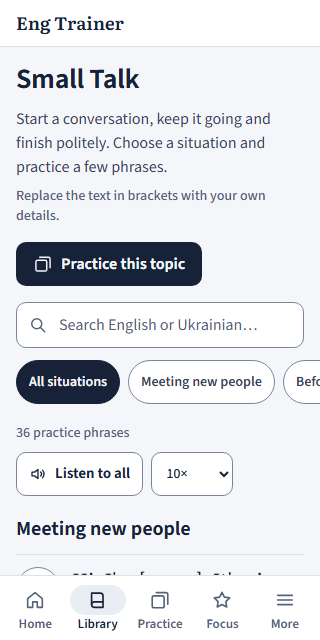 Eng Trainer
Small Talk
Start a conversation, keep it going and
finish politely. Choose a situation and
practice a few phrases.
Replace the text in brackets with your own
details.
Practice this topic
Search English or Ukrainian…
All situations
Meeting new people
36 practice phrases
Listen to all
10×
Meeting new people
Home
Library
Practice
Focus
More